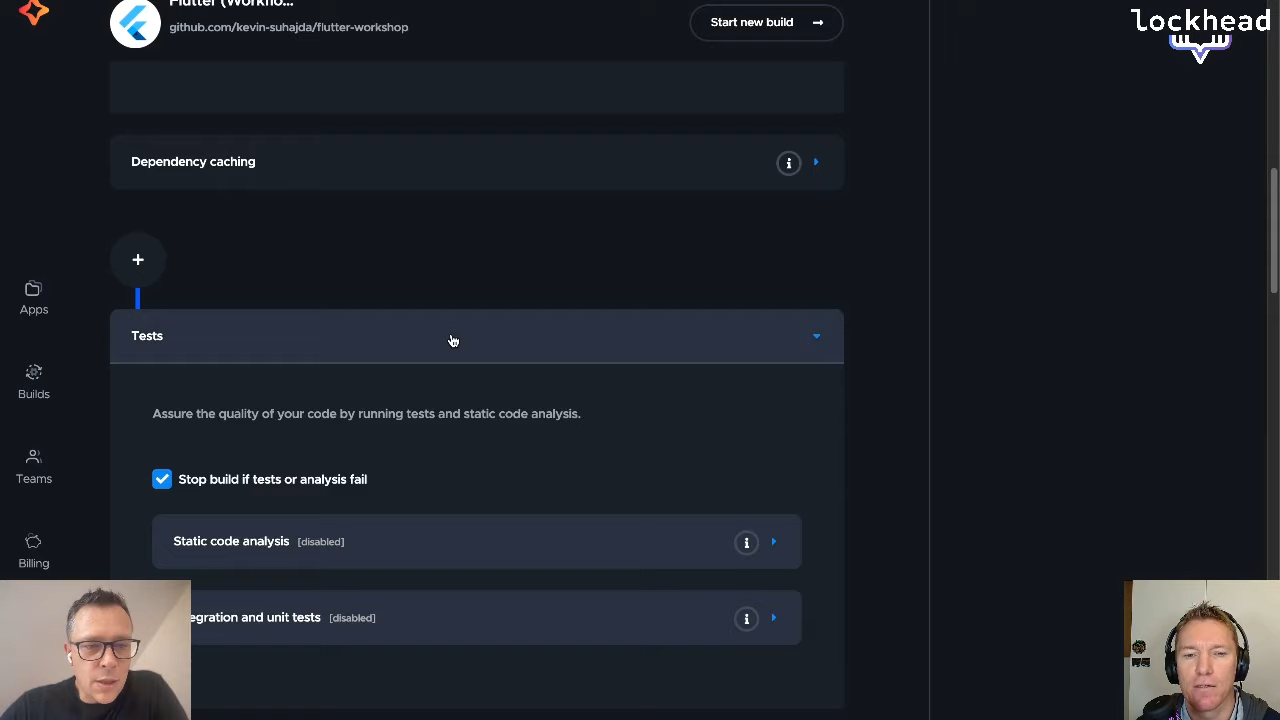 Flutter (Workflo...
github.com/kevin-suhajda/flutter-workshop
Start new build
lockhead
Dependency caching
Apps
Builds
Teams
Billing
Tests
Assure the quality of your code by running tests and static code analysis.
Stop build if tests or analysis fail
Static code analysis [disabled]
egration and unit tests [disabled]